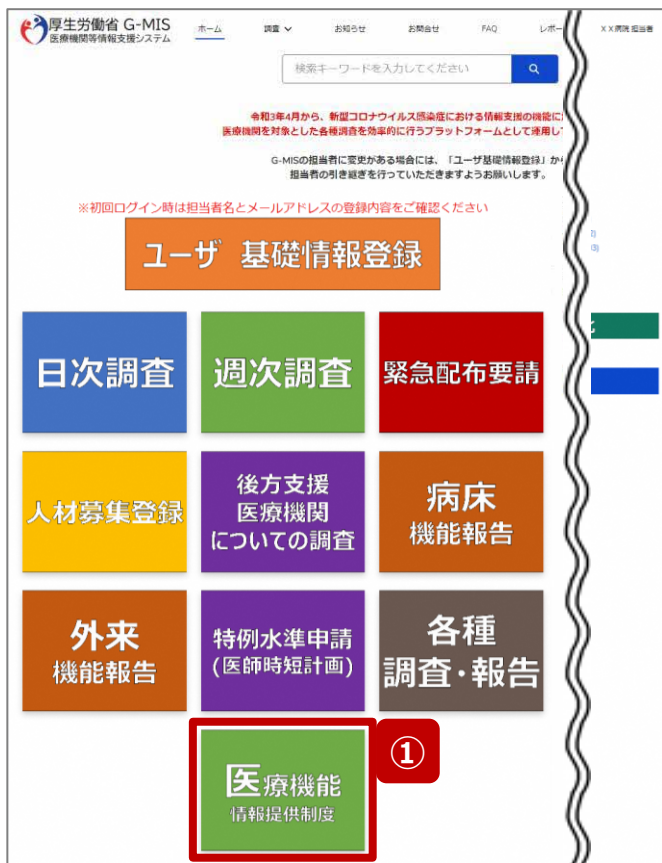 厚生労働省 G-MIS
医療機関等情報支援システム
ホーム 調査 お知らせ お問合せ FAQ レポー XX病院 担当者
検索キーワードを入力してください
令和3年4月から、新型コロナウイルス感染症における情報支援の機能に
医療機関を対象とした各種調査を効率的に行うプラットフォームとして運用し
G-MISの担当者に変更がある場合には、「ユーザ基礎情報登録」か
担当者の引き継ぎを行っていただきますようお願いします。
※初回ログイン時は担当者名とメールアドレスの登録内容をご確認ください
ユーザ 基礎情報登録
日次調査
週次調査
緊急配布要請
人材募集登録
後方支援
医療機関
についての調査
病床
機能報告
外来
機能報告
特例水準申請
(医師時短計画)
各種
調査・報告
①
医療機能
情報提供制度